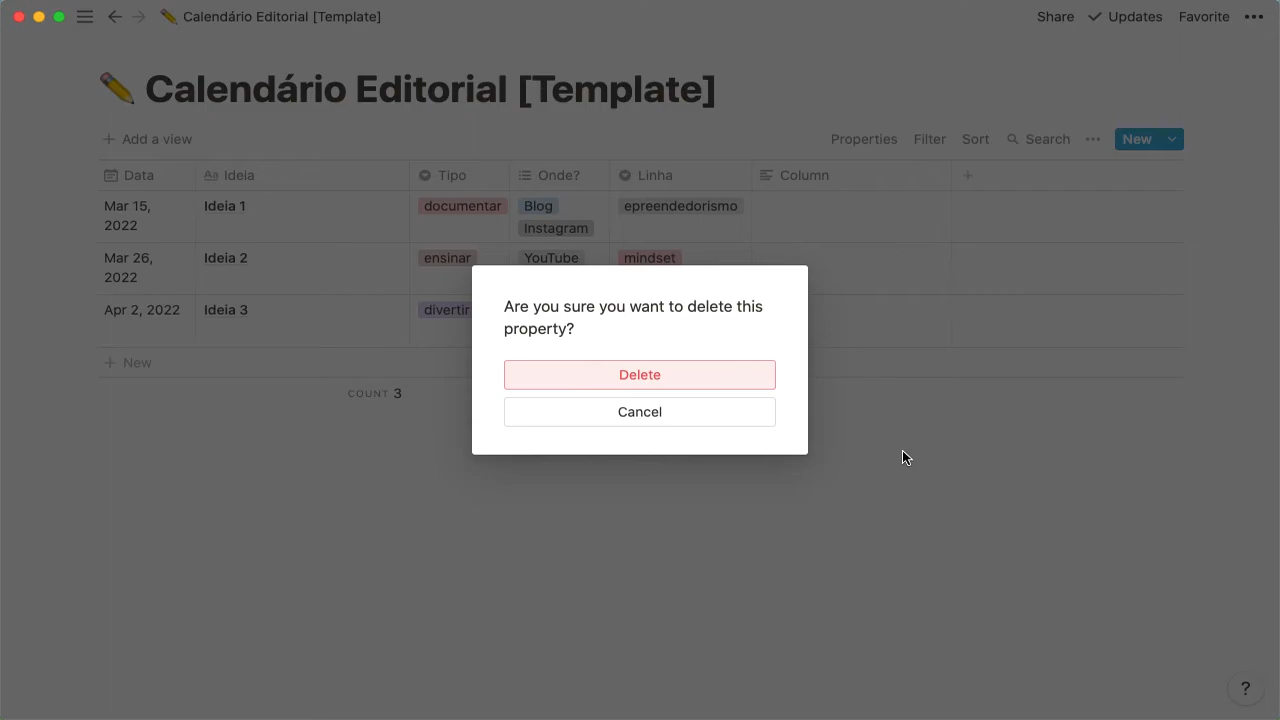 ✏️ Calendário Editorial [Template]
Share
Updates
Favorite
✏️ Calendário Editorial [Template]
Add a view
Properties
Filter
Sort
Search
New
Data
Ideia
Tipo
Onde?
Linha
Column
Mar 15,
2022
Ideia 1
documentar
Blog
Instagram
epreendedorismo
Mar 26,
2022
Ideia 2
ensinar
YouTube
mindset
Apr 2, 2022
Ideia 3
divertir
New
COUNT 3
Are you sure you want to delete this
property?
Delete
Cancel
?